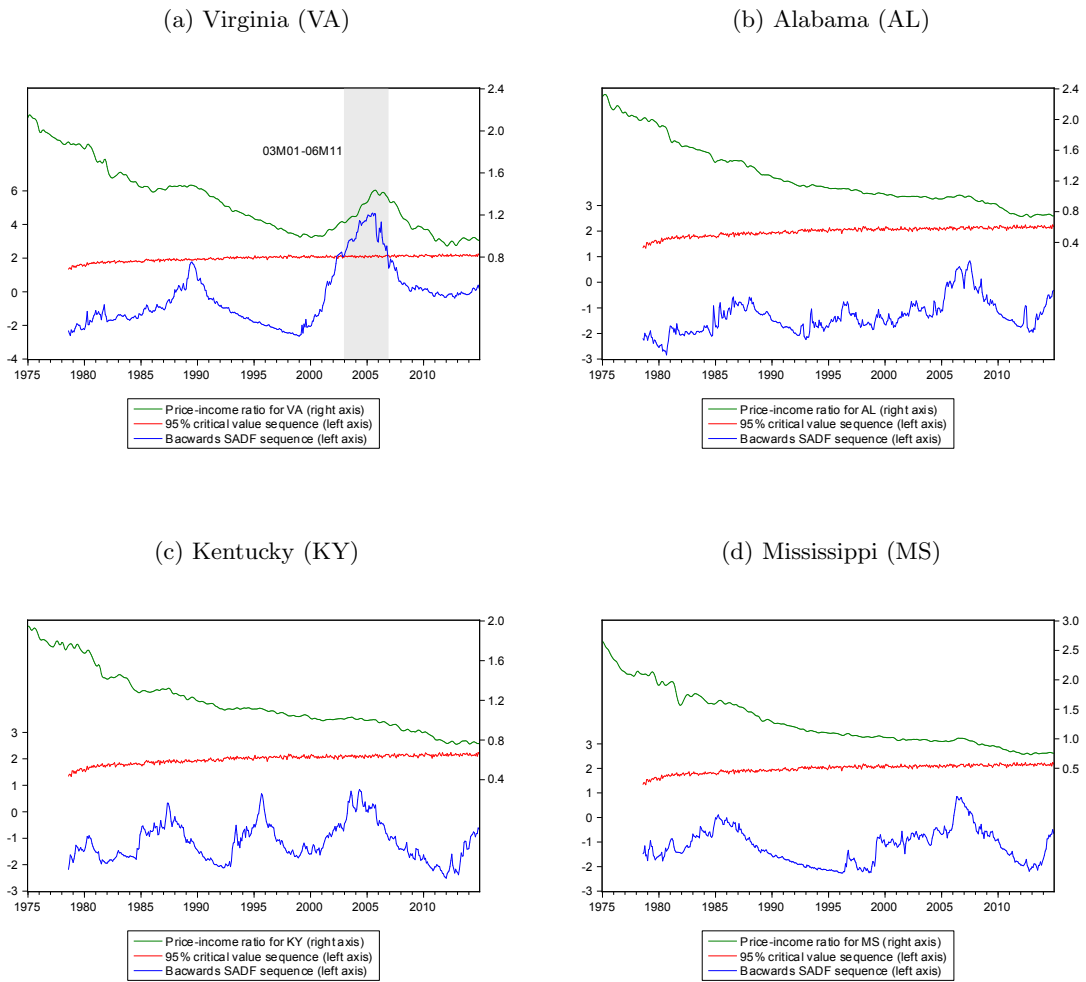 (a) Virginia (VA)
2.4
2.0
1.6
1.2
0.8
6
4
2
0
-2
-4
03M01-06M11
1975 1980 1985 1990 1995 2000 2005 2010
Price-income ratio for VA (right axis)
95% critical value sequence (left axis)
Bacwards SADF sequence (left axis)
(b) Alabama (AL)
2.4
2.0
1.6
1.2
0.8
0.4
3
2
1
0
-1
-2
-3
1975 1980 1985 1990 1995 2000 2005 2010
Price-income ratio for AL (right axis)
95% critical value sequence (left axis)
Bacwards SADF sequence (left axis)
(c) Kentucky (KY)
2.0
1.6
1.2
0.8
0.4
3
2
1
0
-1
-2
-3
1975 1980 1985 1990 1995 2000 2005 2010
Price-income ratio for KY (right axis)
95% critical value sequence (left axis)
Bacwards SADF sequence (left axis)
(d) Mississippi (MS)
3.0
2.5
2.0
1.5
1.0
0.5
3
2
1
0
-1
-2
-3
1975 1980 1985 1990 1995 2000 2005 2010
Price-income ratio for MS (right axis)
95% critical value sequence (left axis)
Bacwards SADF sequence (left axis)